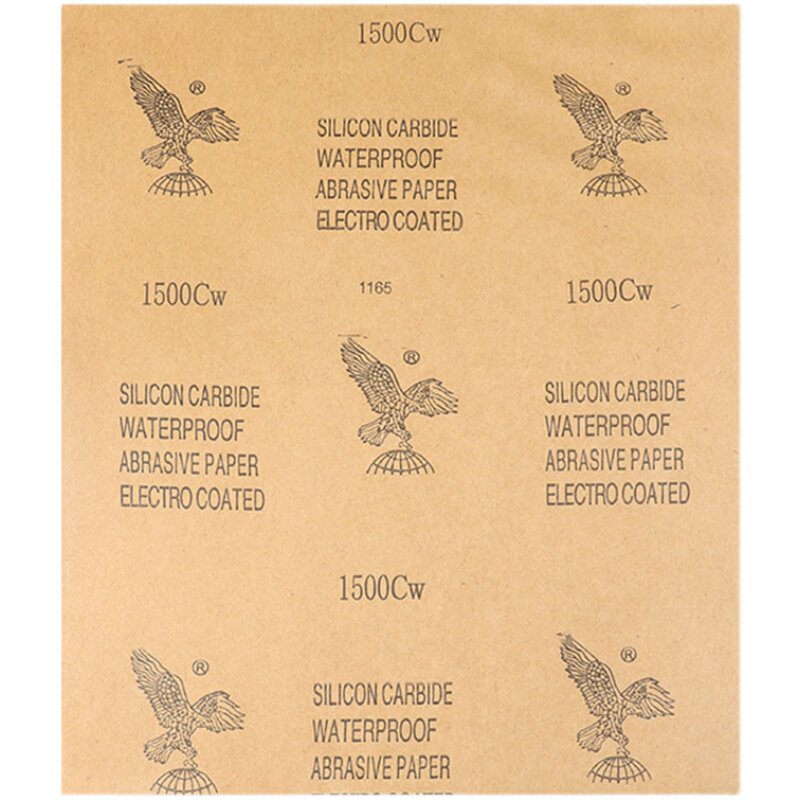 1500Cw
®
®
SILICON CARBIDE
WATERPROOF
ABRASIVE PAPER
ELECTRO COATED
1500Cw
1165
1500Cw
®
SILICON CARBIDE
WATERPROOF
ABRASIVE PAPER
ELECTRO COATED
SILICON CARBIDE
WATERPROOF
ABRASIVE PAPER
ELECTRO COATED
1500Cw
®
®
SILICON CARBIDE
WATERPROOF
ABRASIVE PAPER